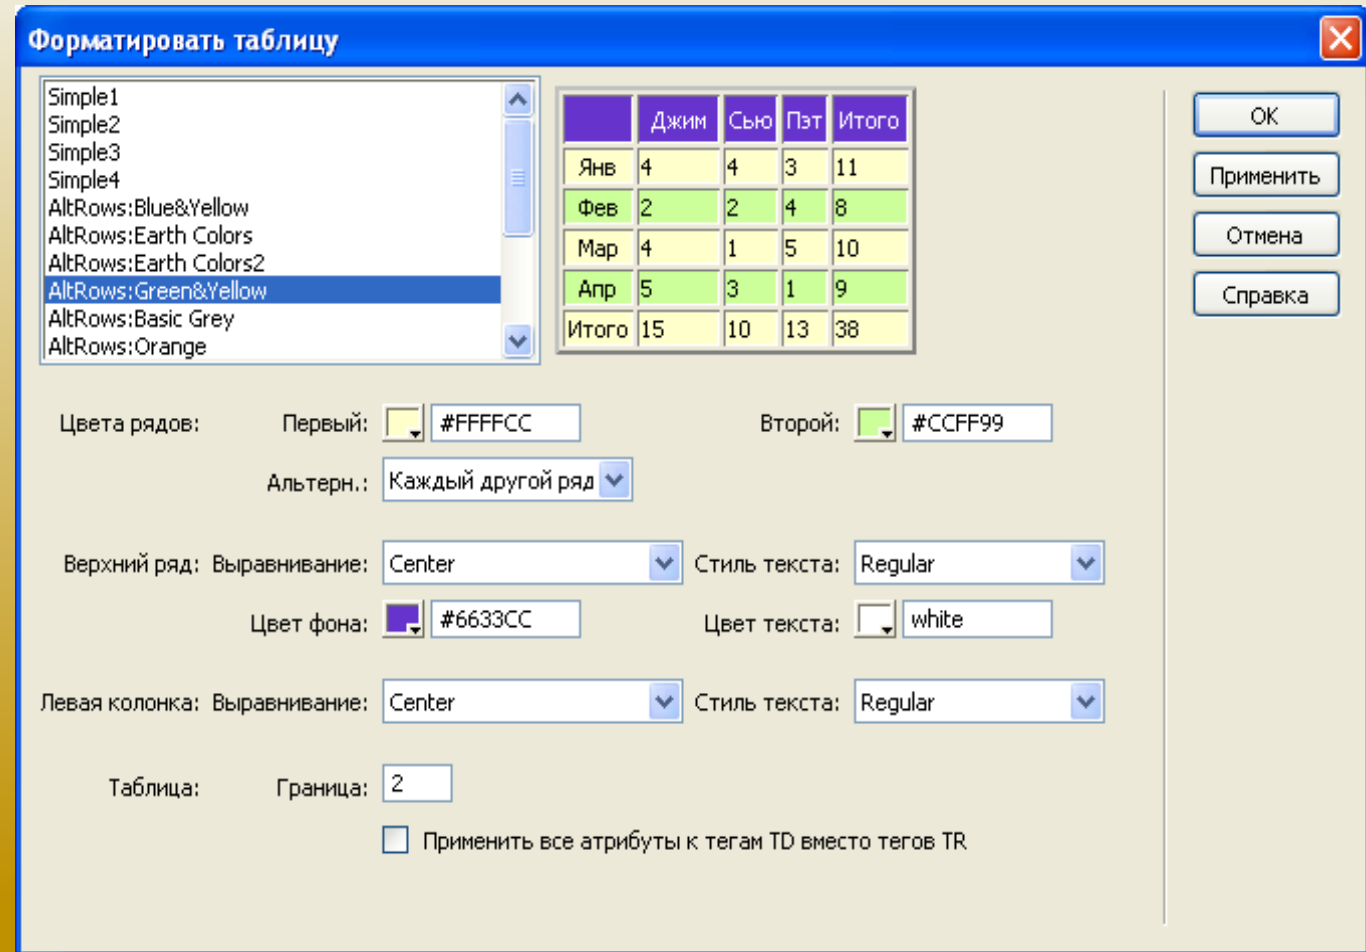 Форматировать таблицу
Simple1
Simple2
Simple3
Simple4
AltRows:Blue&Yellow
AltRows:Earth Colors
AltRows:Earth Colors2
AltRows:Green&Yellow
AltRows:Basic Grey
AltRows:Orange
Джим Сью Пэт Итого
Янв 4 4 3 11
Фев 2 2 4 8
Мар 4 1 5 10
Апр 5 3 1 9
Итого 15 10 13 38
ОК
Применить
Отмена
Справка
Цвета рядов: Первый: #FFFFCC Второй: #CCFF99
Альтерн.: Каждый другой ряд
Верхний ряд: Выравнивание: Center Стиль текста: Regular
Цвет фона: #6633CC Цвет текста: white
Левая колонка: Выравнивание: Center Стиль текста: Regular
Таблица: Граница: 2
Применить все атрибуты к тегам TD вместо тегов TR